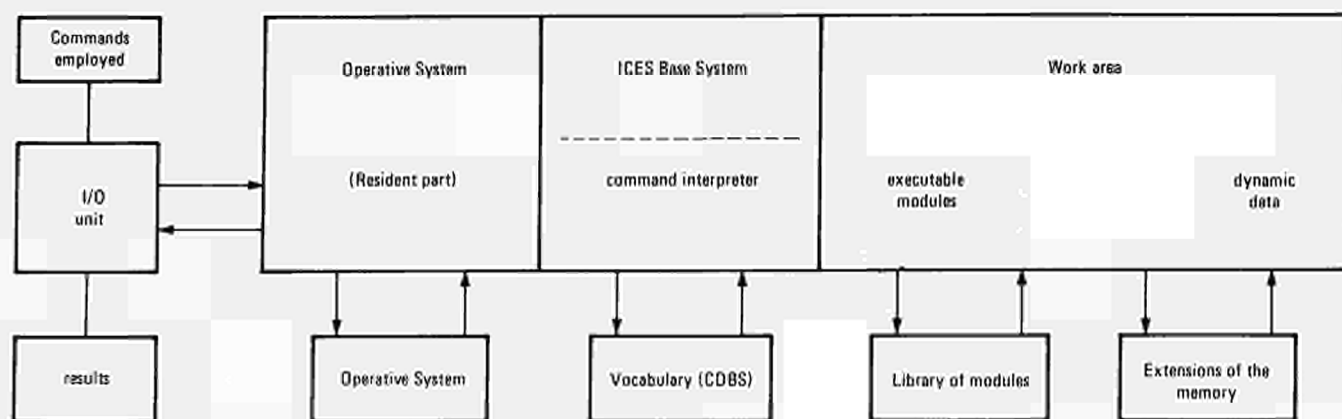 Commands
employed
Operative System
ICES Base System
Work area
I/O
unit
(Resident part)
command interpreter
executable
modules
dynamic
data
results
Operative System
Vocabulary (CDBS)
Library of modules
Extensions of the
memory